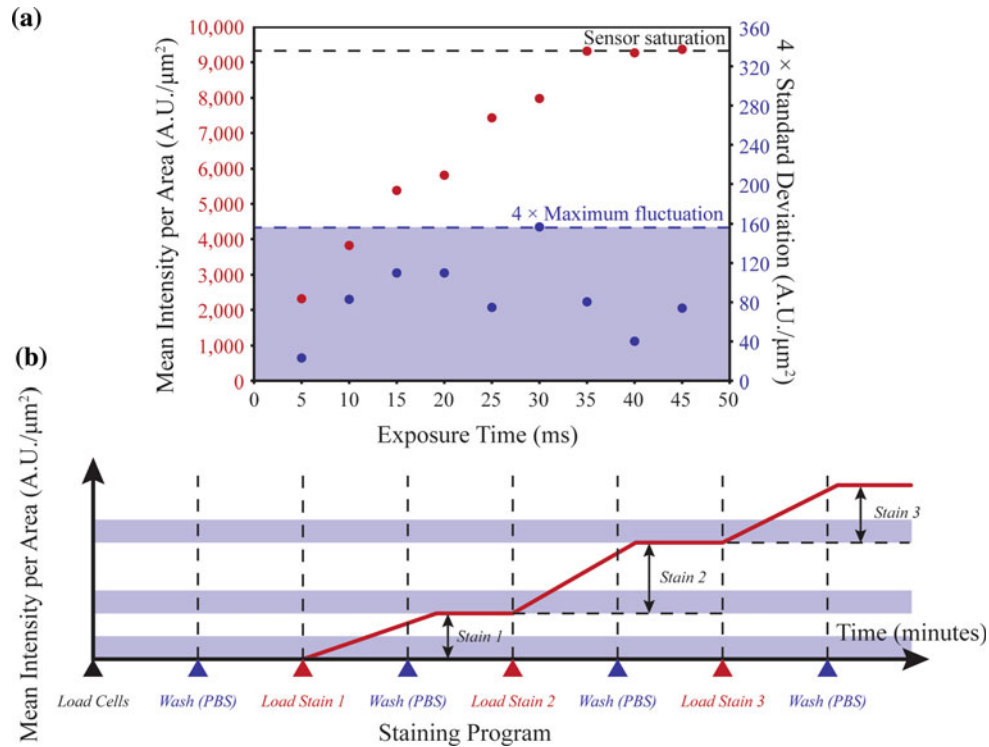 (a)
Mean Intensity per Area (A.U./μm²)
10,000
9,000
8,000
7,000
6,000
5,000
4,000
3,000
2,000
1,000
0
Sensor saturation
4 × Maximum fluctuation
360
320
280
240
200
160
120
80
40
0
4 × Standard Deviation (A.U./μm²)
0 5 10 15 20 25 30 35 40 45 50
Exposure Time (ms)
(b)
Mean Intensity per Area (A.U./μm²)
Stain 1
Stain 2
Stain 3
Time (minutes)
Load Cells Wash (PBS) Load Stain 1 Wash (PBS) Load Stain 2 Wash (PBS) Load Stain 3 Wash (PBS)
Staining Program